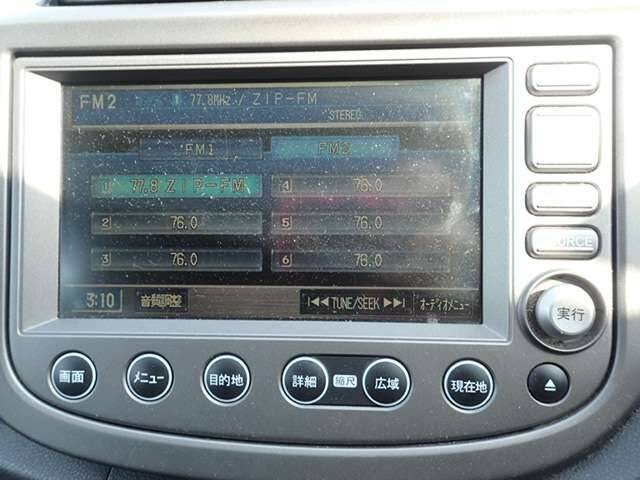 FM2 1 77.8MHz / ZIP-FM
STEREO
FM1 FM2
1 77.8 ZIP-FM 4 76.0
2 76.0 5 76.0
3 76.0 6 76.0
3:10 音質調整 TUNE/SEEK オーディオメニュー
実行
画面 メニュー 目的地 詳細 縮尺 広域 現在地